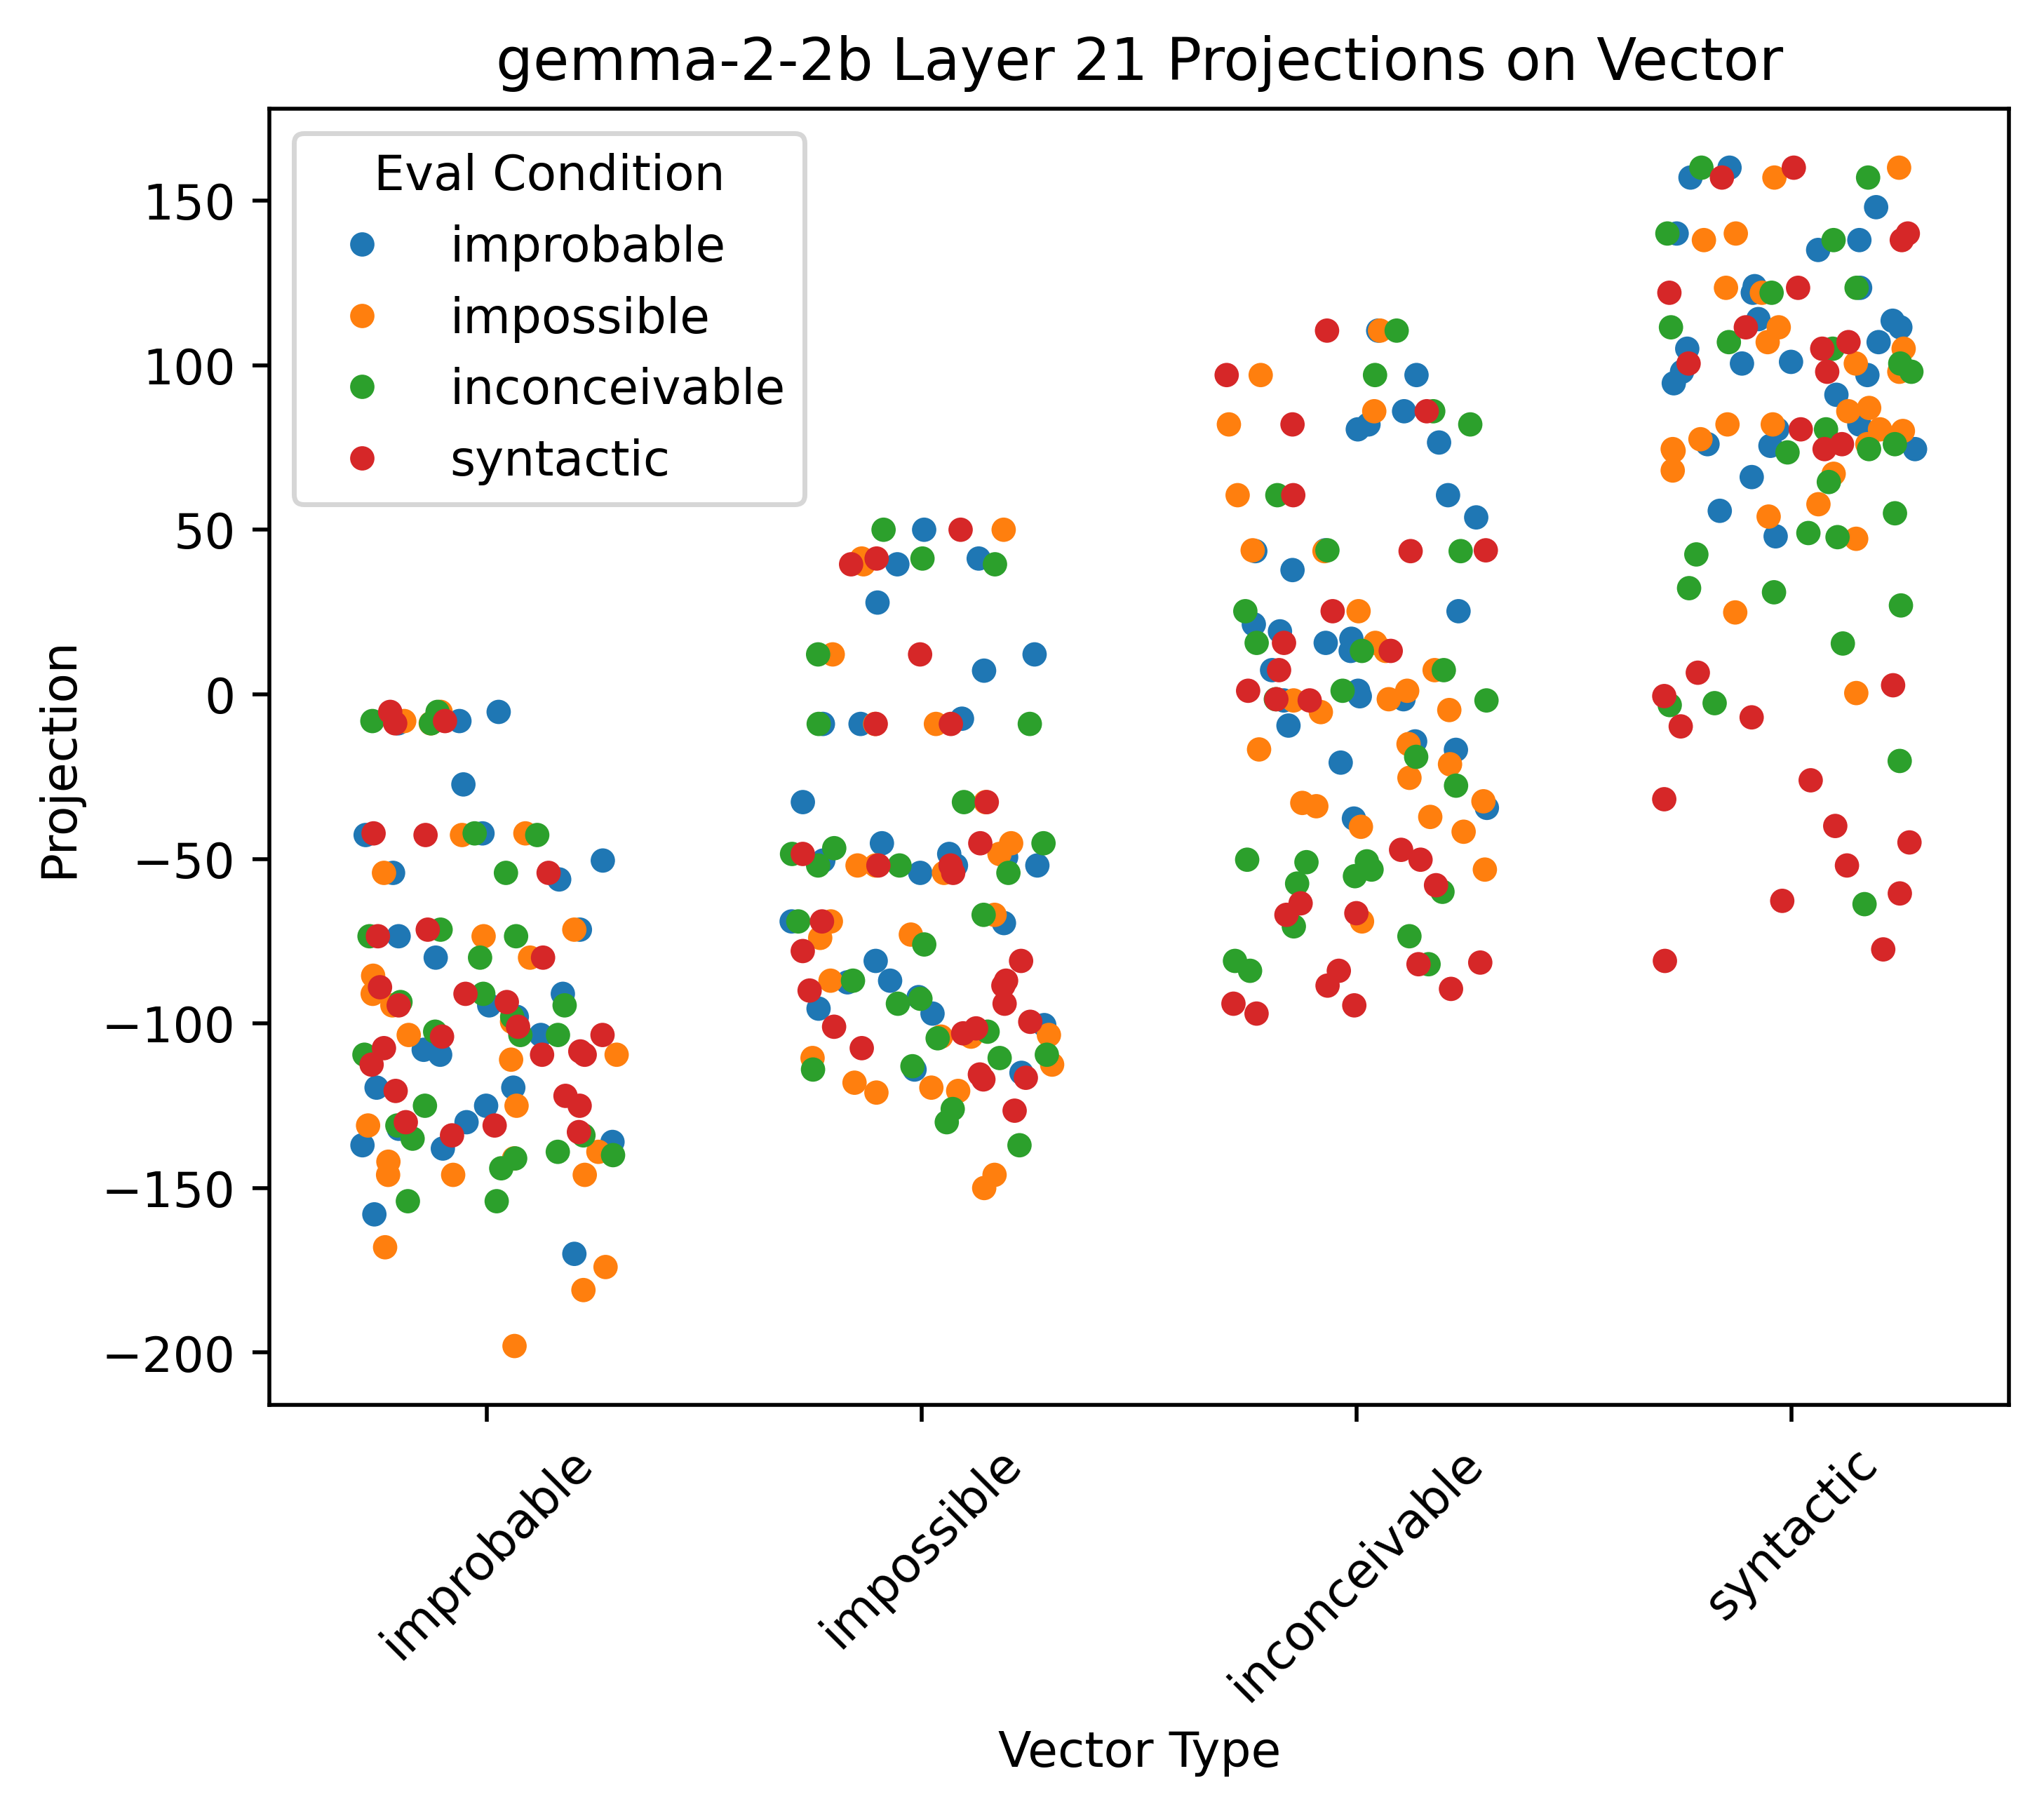 gemma-2-2b Layer 21 Projections on Vector
Eval Condition
improbable
impossible
inconceivable
syntactic
150
100
50
0
−50
−100
−150
−200
Projection
improbable
impossible
inconceivable
syntactic
Vector Type